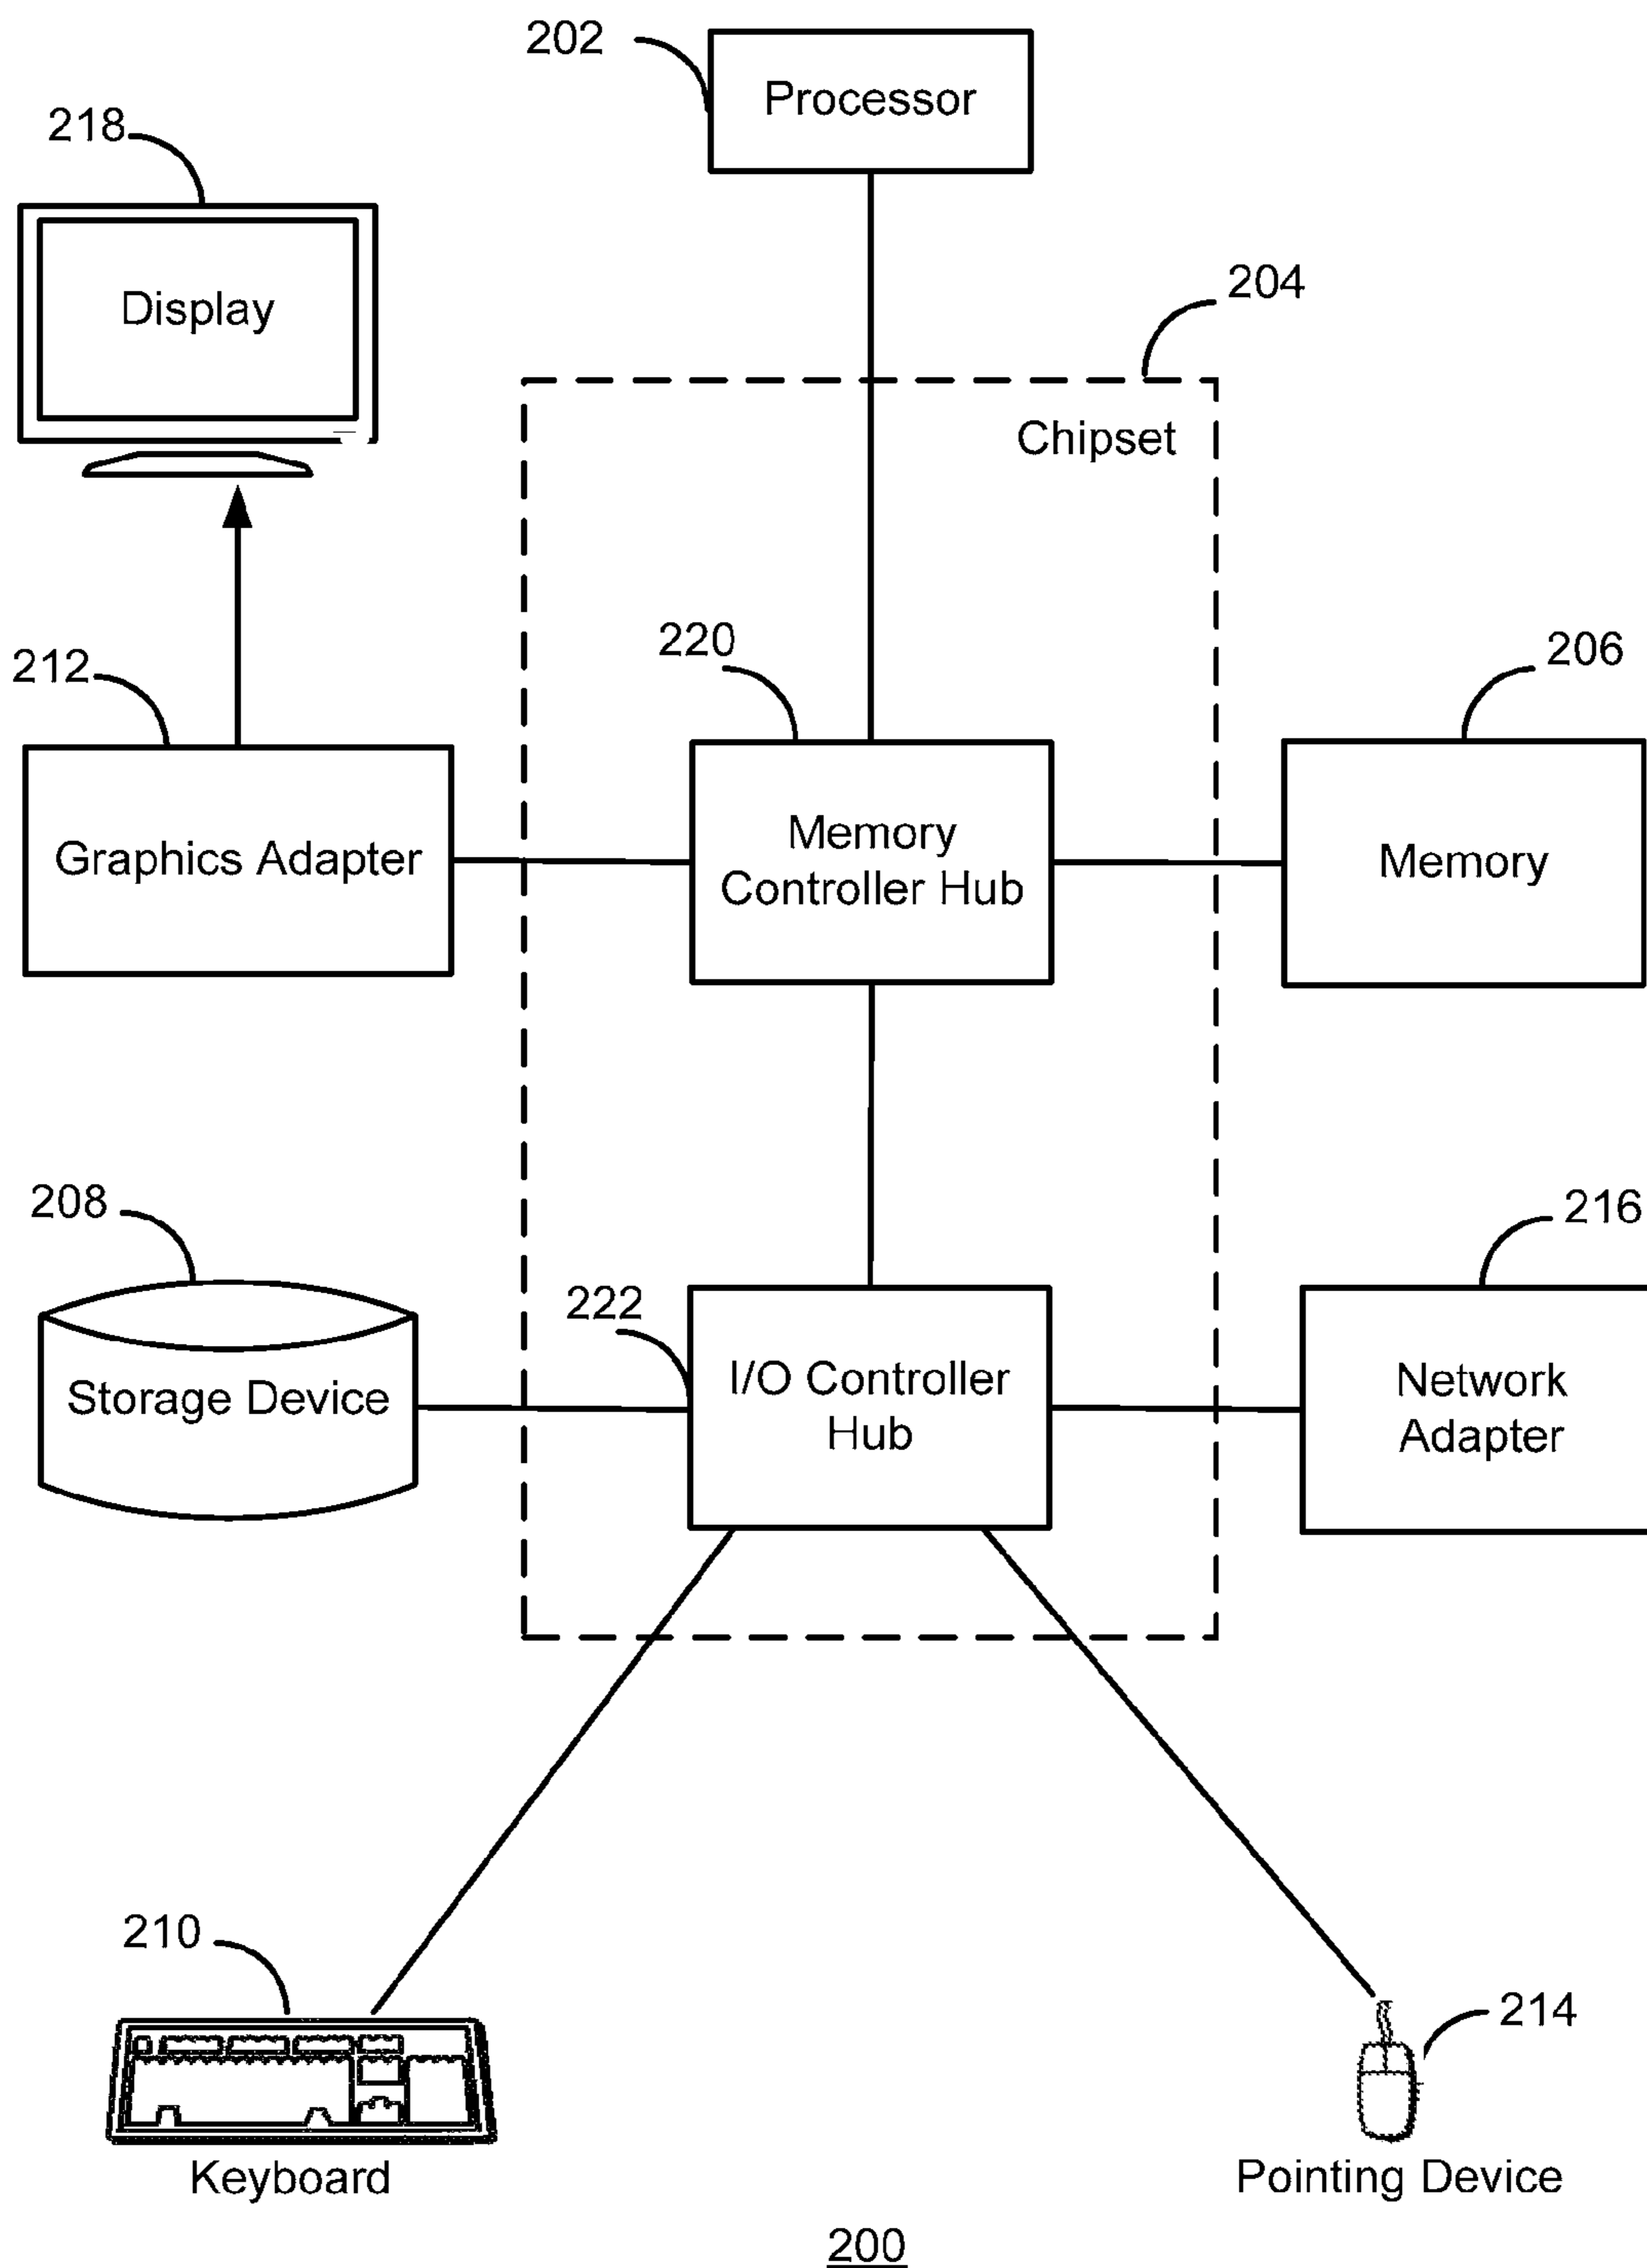 202
Processor
218
Display
204
Chipset
212
220
206
Graphics Adapter
Memory
Controller Hub
Memory
208
222
216
Storage Device
I/O Controller
Hub
Network
Adapter
210
214
Keyboard
Pointing Device
200